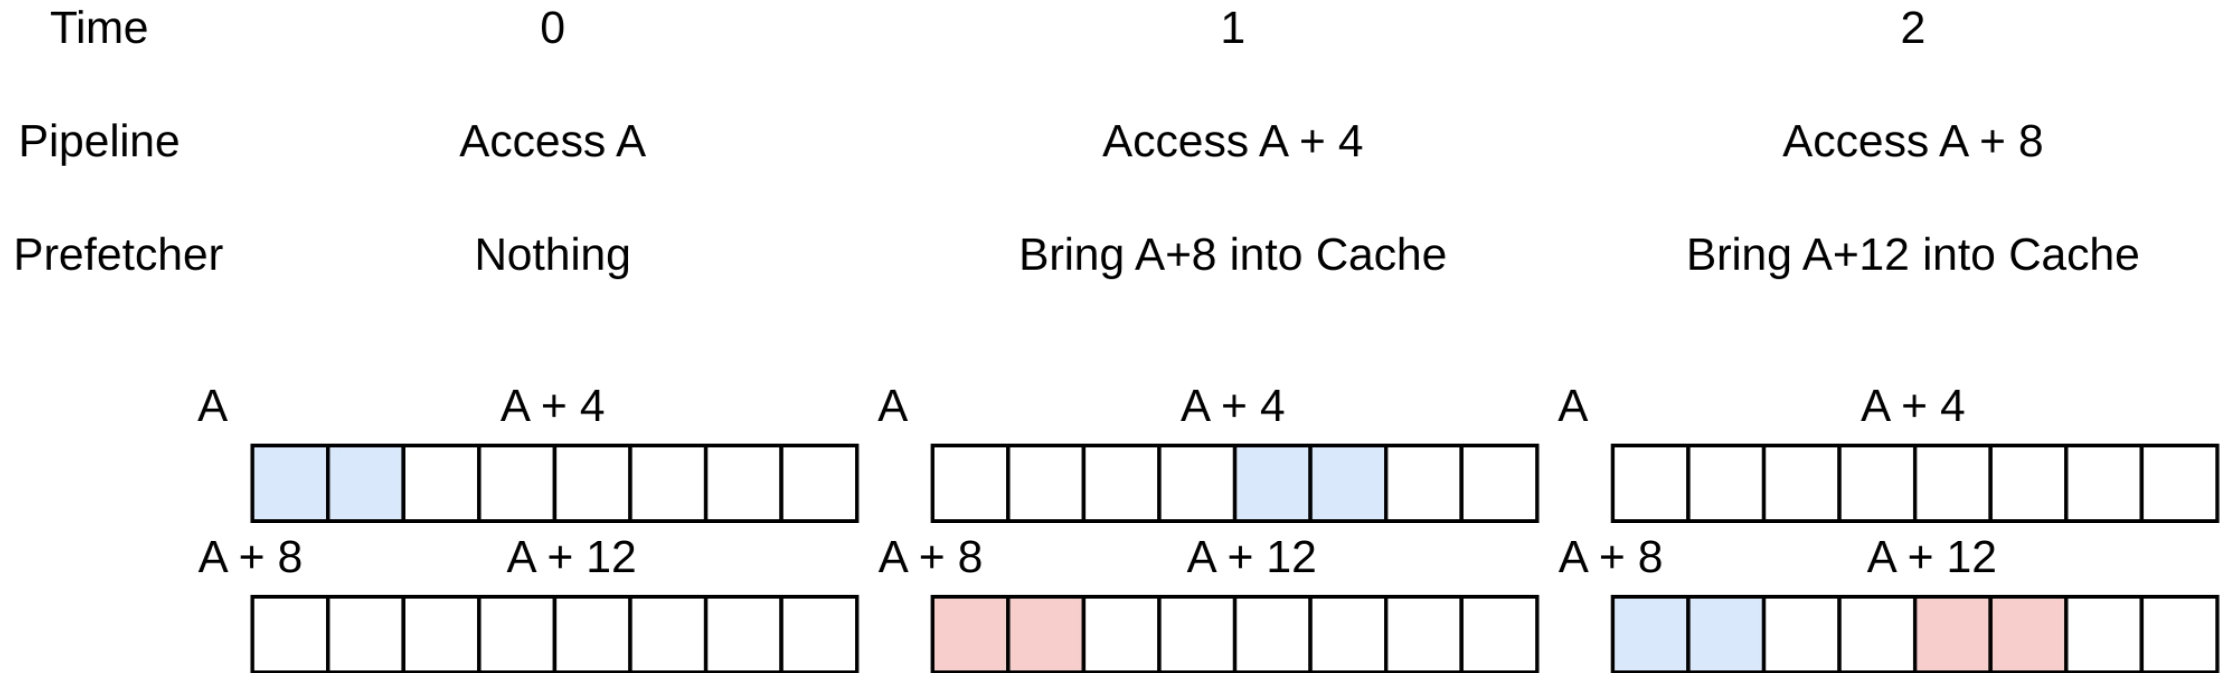 Time 0 1 2
Pipeline Access A Access A + 4 Access A + 8
Prefetcher Nothing Bring A+8 into Cache Bring A+12 into Cache
A A + 4 A A + 4 A A + 4
A + 8 A + 12 A + 8 A + 12 A + 8 A + 12